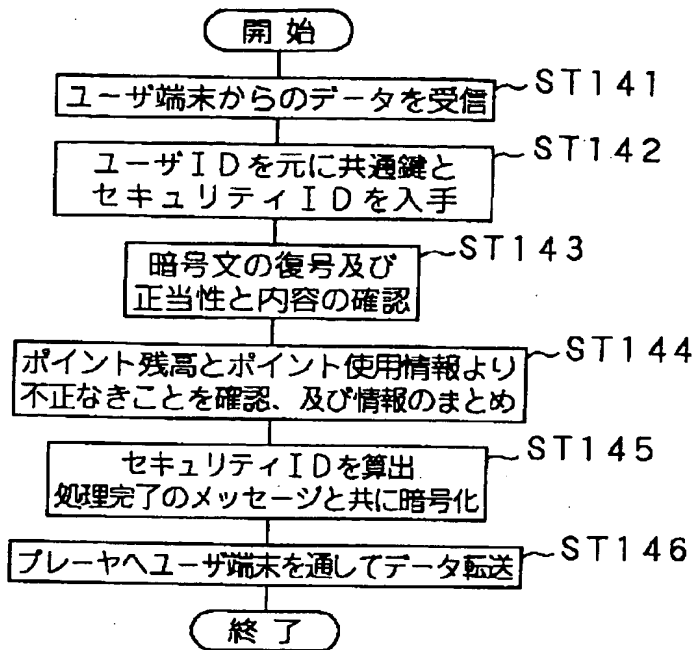 開始
ユーザ端末からのデータを受信
ST141
ユーザIDを元に共通鍵と
セキュリティIDを入手
ST142
暗号文の復号及び
正当性と内容の確認
ST143
ポイント残高とポイント使用情報より
不正なきことを確認、及び情報のまとめ
ST144
セキュリティIDを算出
処理完了のメッセージと共に暗号化
ST145
プレーヤへユーザ端末を通してデータ転送
ST146
終了